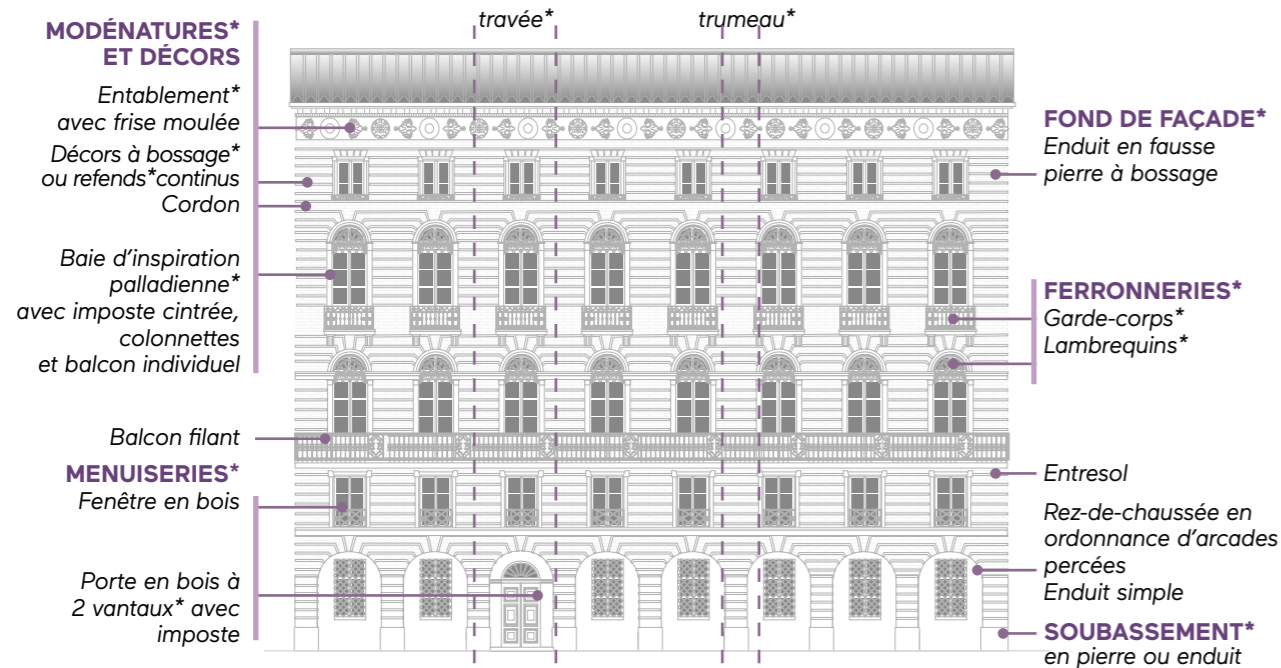 travée*
trumeau*
MODÉNATURES*
ET DÉCORS
Entablement*
avec frise moulée
Décors à bossage*
ou refends*continus
Cordon
Baie d’inspiration
palladienne*
avec imposte cintrée,
colonnettes
et balcon individuel
Balcon filant
MENUISERIES*
Fenêtre en bois
Porte en bois à
2 vantaux* avec
imposte
FOND DE FAÇADE*
Enduit en fausse
pierre à bossage
FERRONNERIES*
Garde-corps*
Lambrequins*
Entresol
Rez-de-chaussée en
ordonnance d’arcades
percées
Enduit simple
SOUBASSEMENT*
en pierre ou enduit